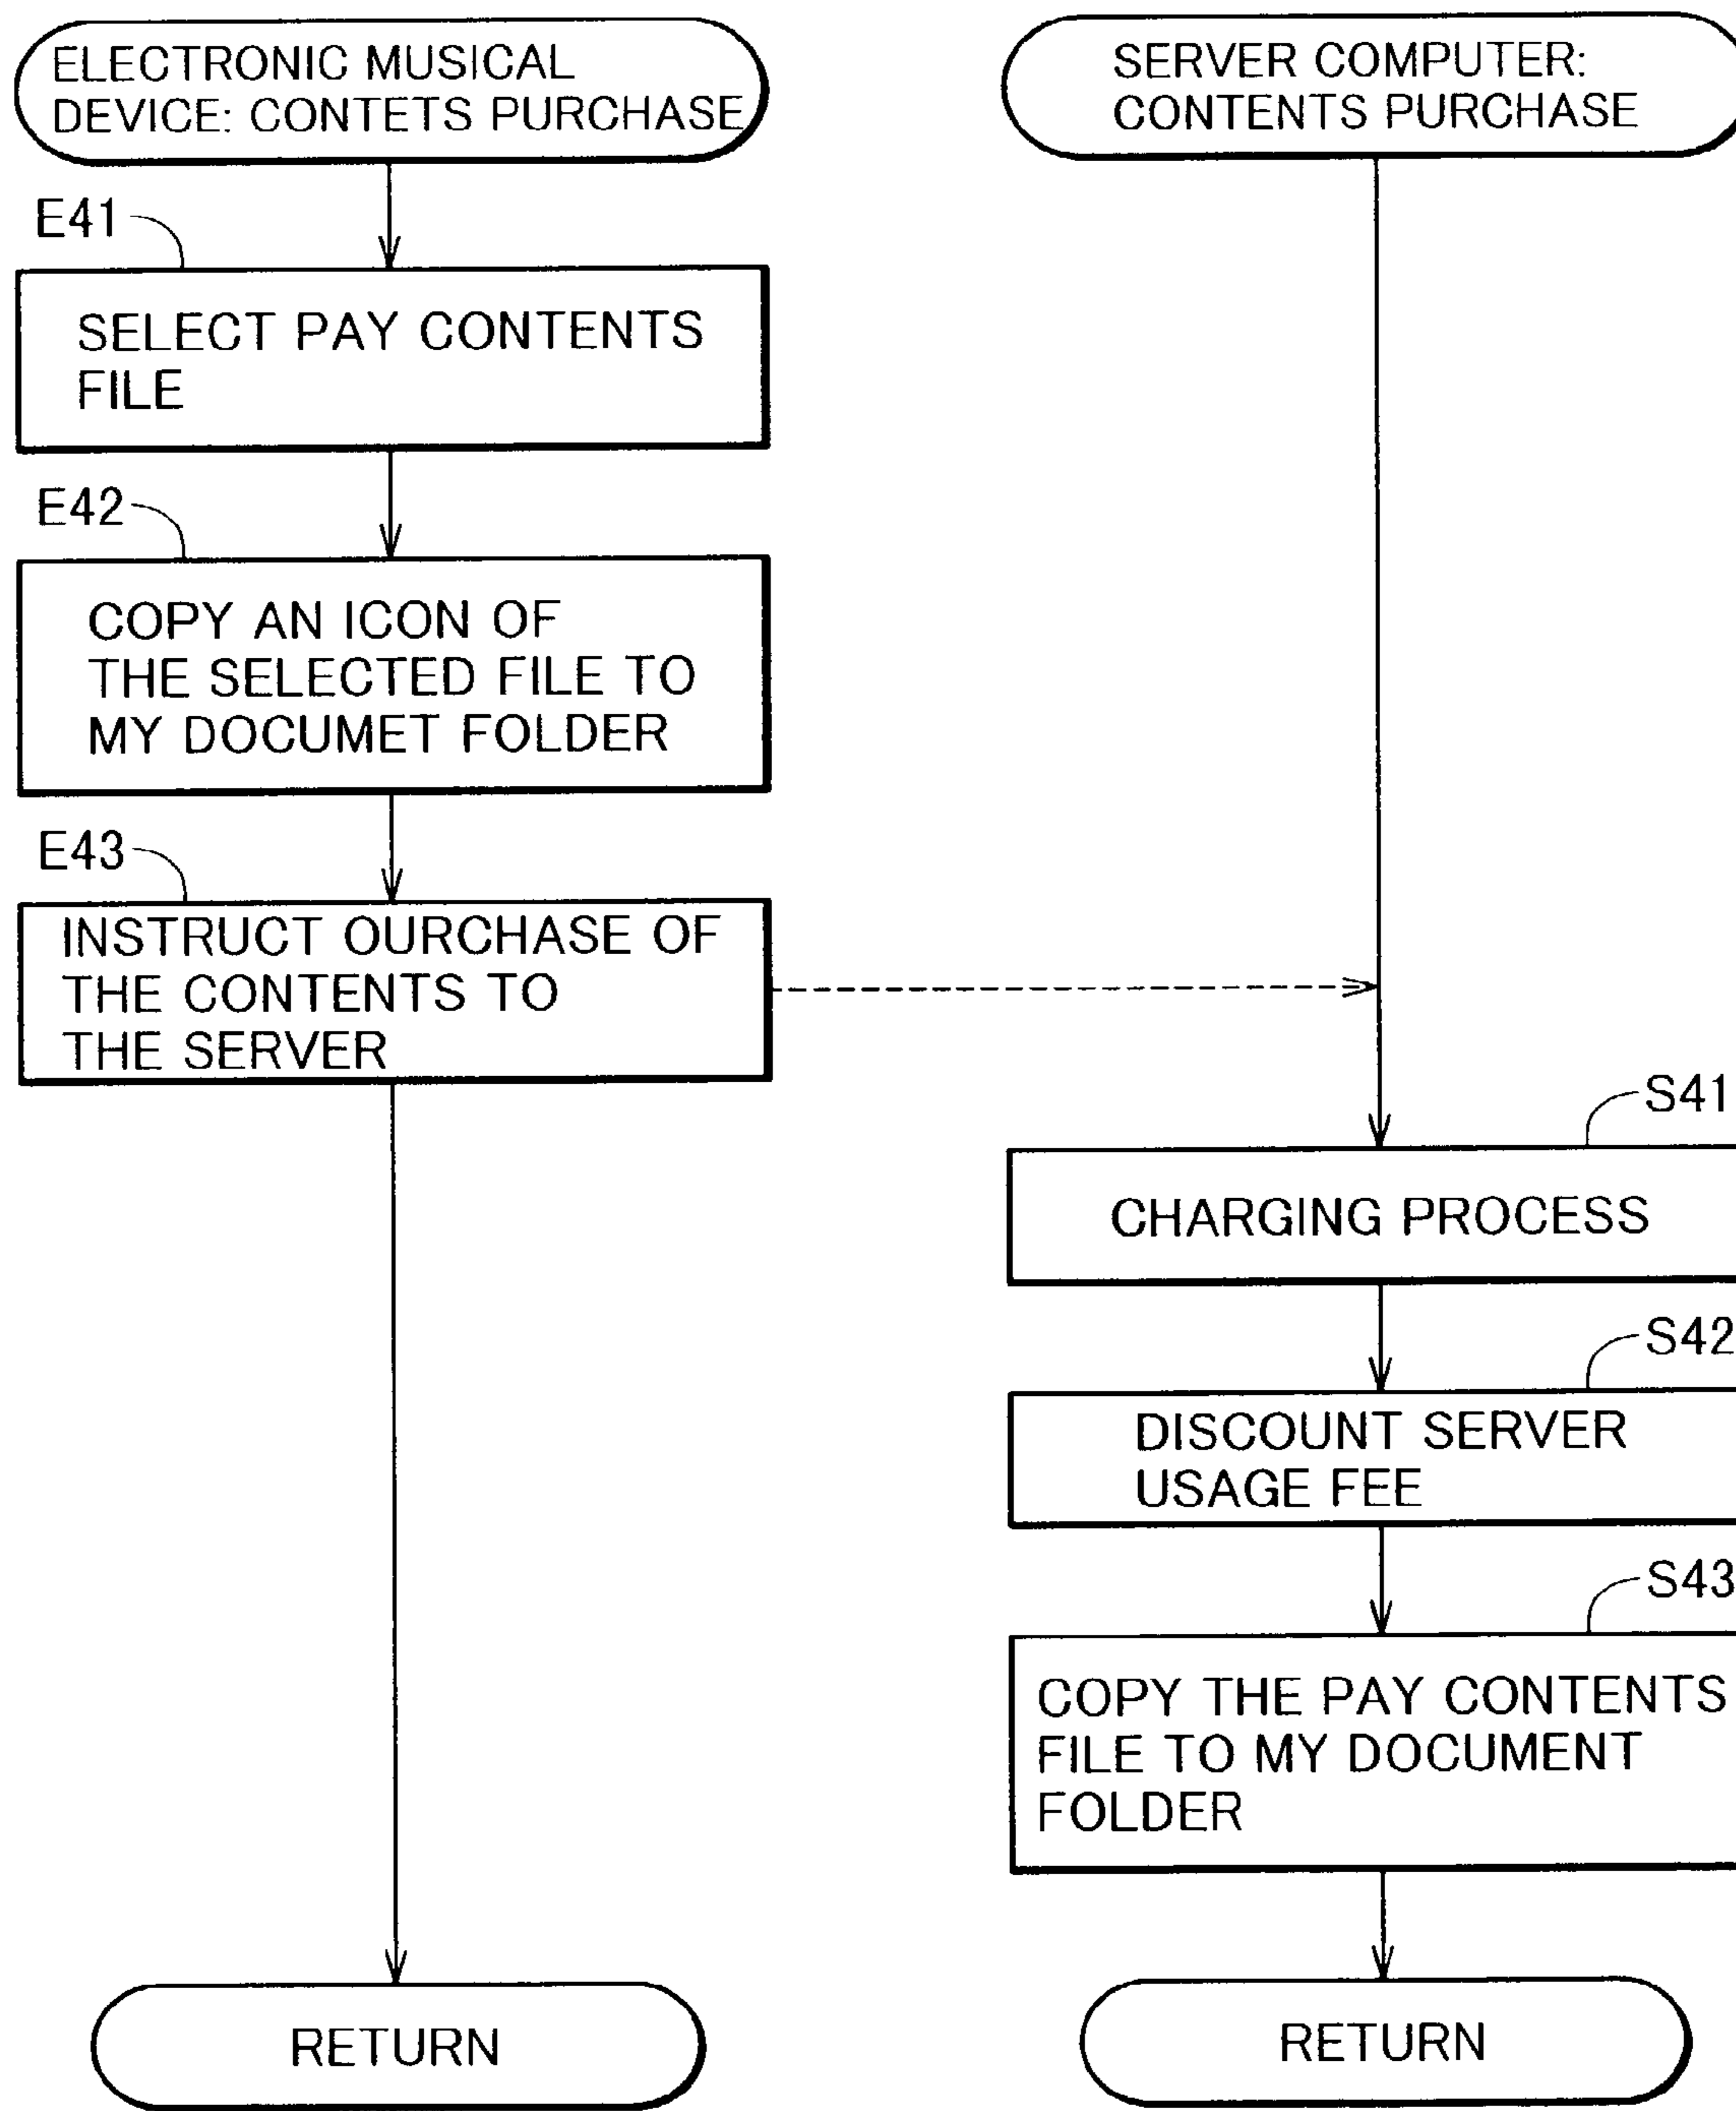 ELECTRONIC MUSICAL
DEVICE: CONTETS PURCHASE
E41
SELECT PAY CONTENTS
FILE
E42
COPY AN ICON OF
THE SELECTED FILE TO
MY DOCUMET FOLDER
E43
INSTRUCT OURCHASE OF
THE CONTENTS TO
THE SERVER
RETURN
SERVER COMPUTER:
CONTENTS PURCHASE
S41
CHARGING PROCESS
S42
DISCOUNT SERVER
USAGE FEE
S43
COPY THE PAY CONTENTS
FILE TO MY DOCUMENT
FOLDER
RETURN